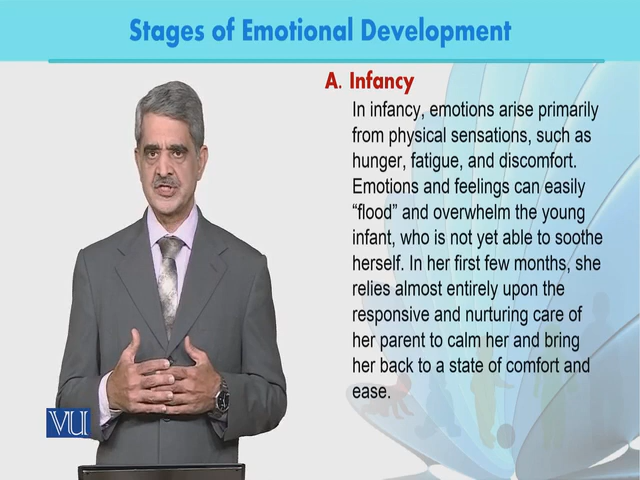 Stages of Emotional Development
A. Infancy
In infancy, emotions arise primarily
from physical sensations, such as
hunger, fatigue, and discomfort.
Emotions and feelings can easily
“flood” and overwhelm the young
infant, who is not yet able to soothe
herself. In her first few months, she
relies almost entirely upon the
responsive and nurturing care of
her parent to calm her and bring
her back to a state of comfort and
ease.
VU